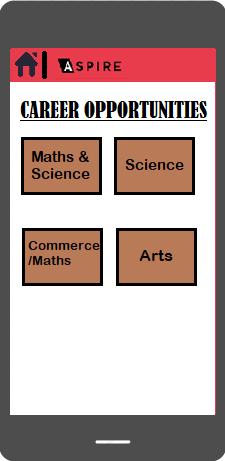 ASPIRE
CAREER OPPORTUNITIES
Maths &
Science
Science
Commerce
/Maths
Arts